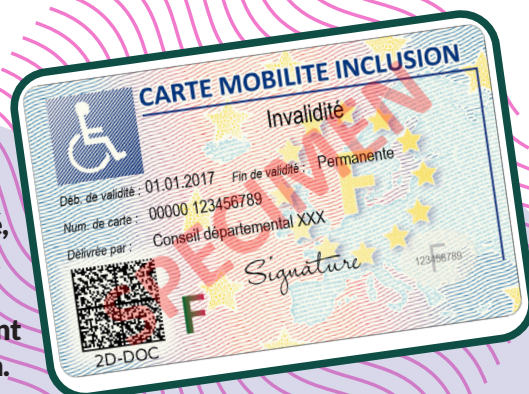 CARTE MOBILITE INCLUSION
Invalidité
Déb. de validité : 01.01.2017 Fin de validité : Permanente
Num. de carte : 00000 123456789
Délivrée par : Conseil départemental XXX
SPECIMEN
Signature
123456789
F
F
2D-DOC